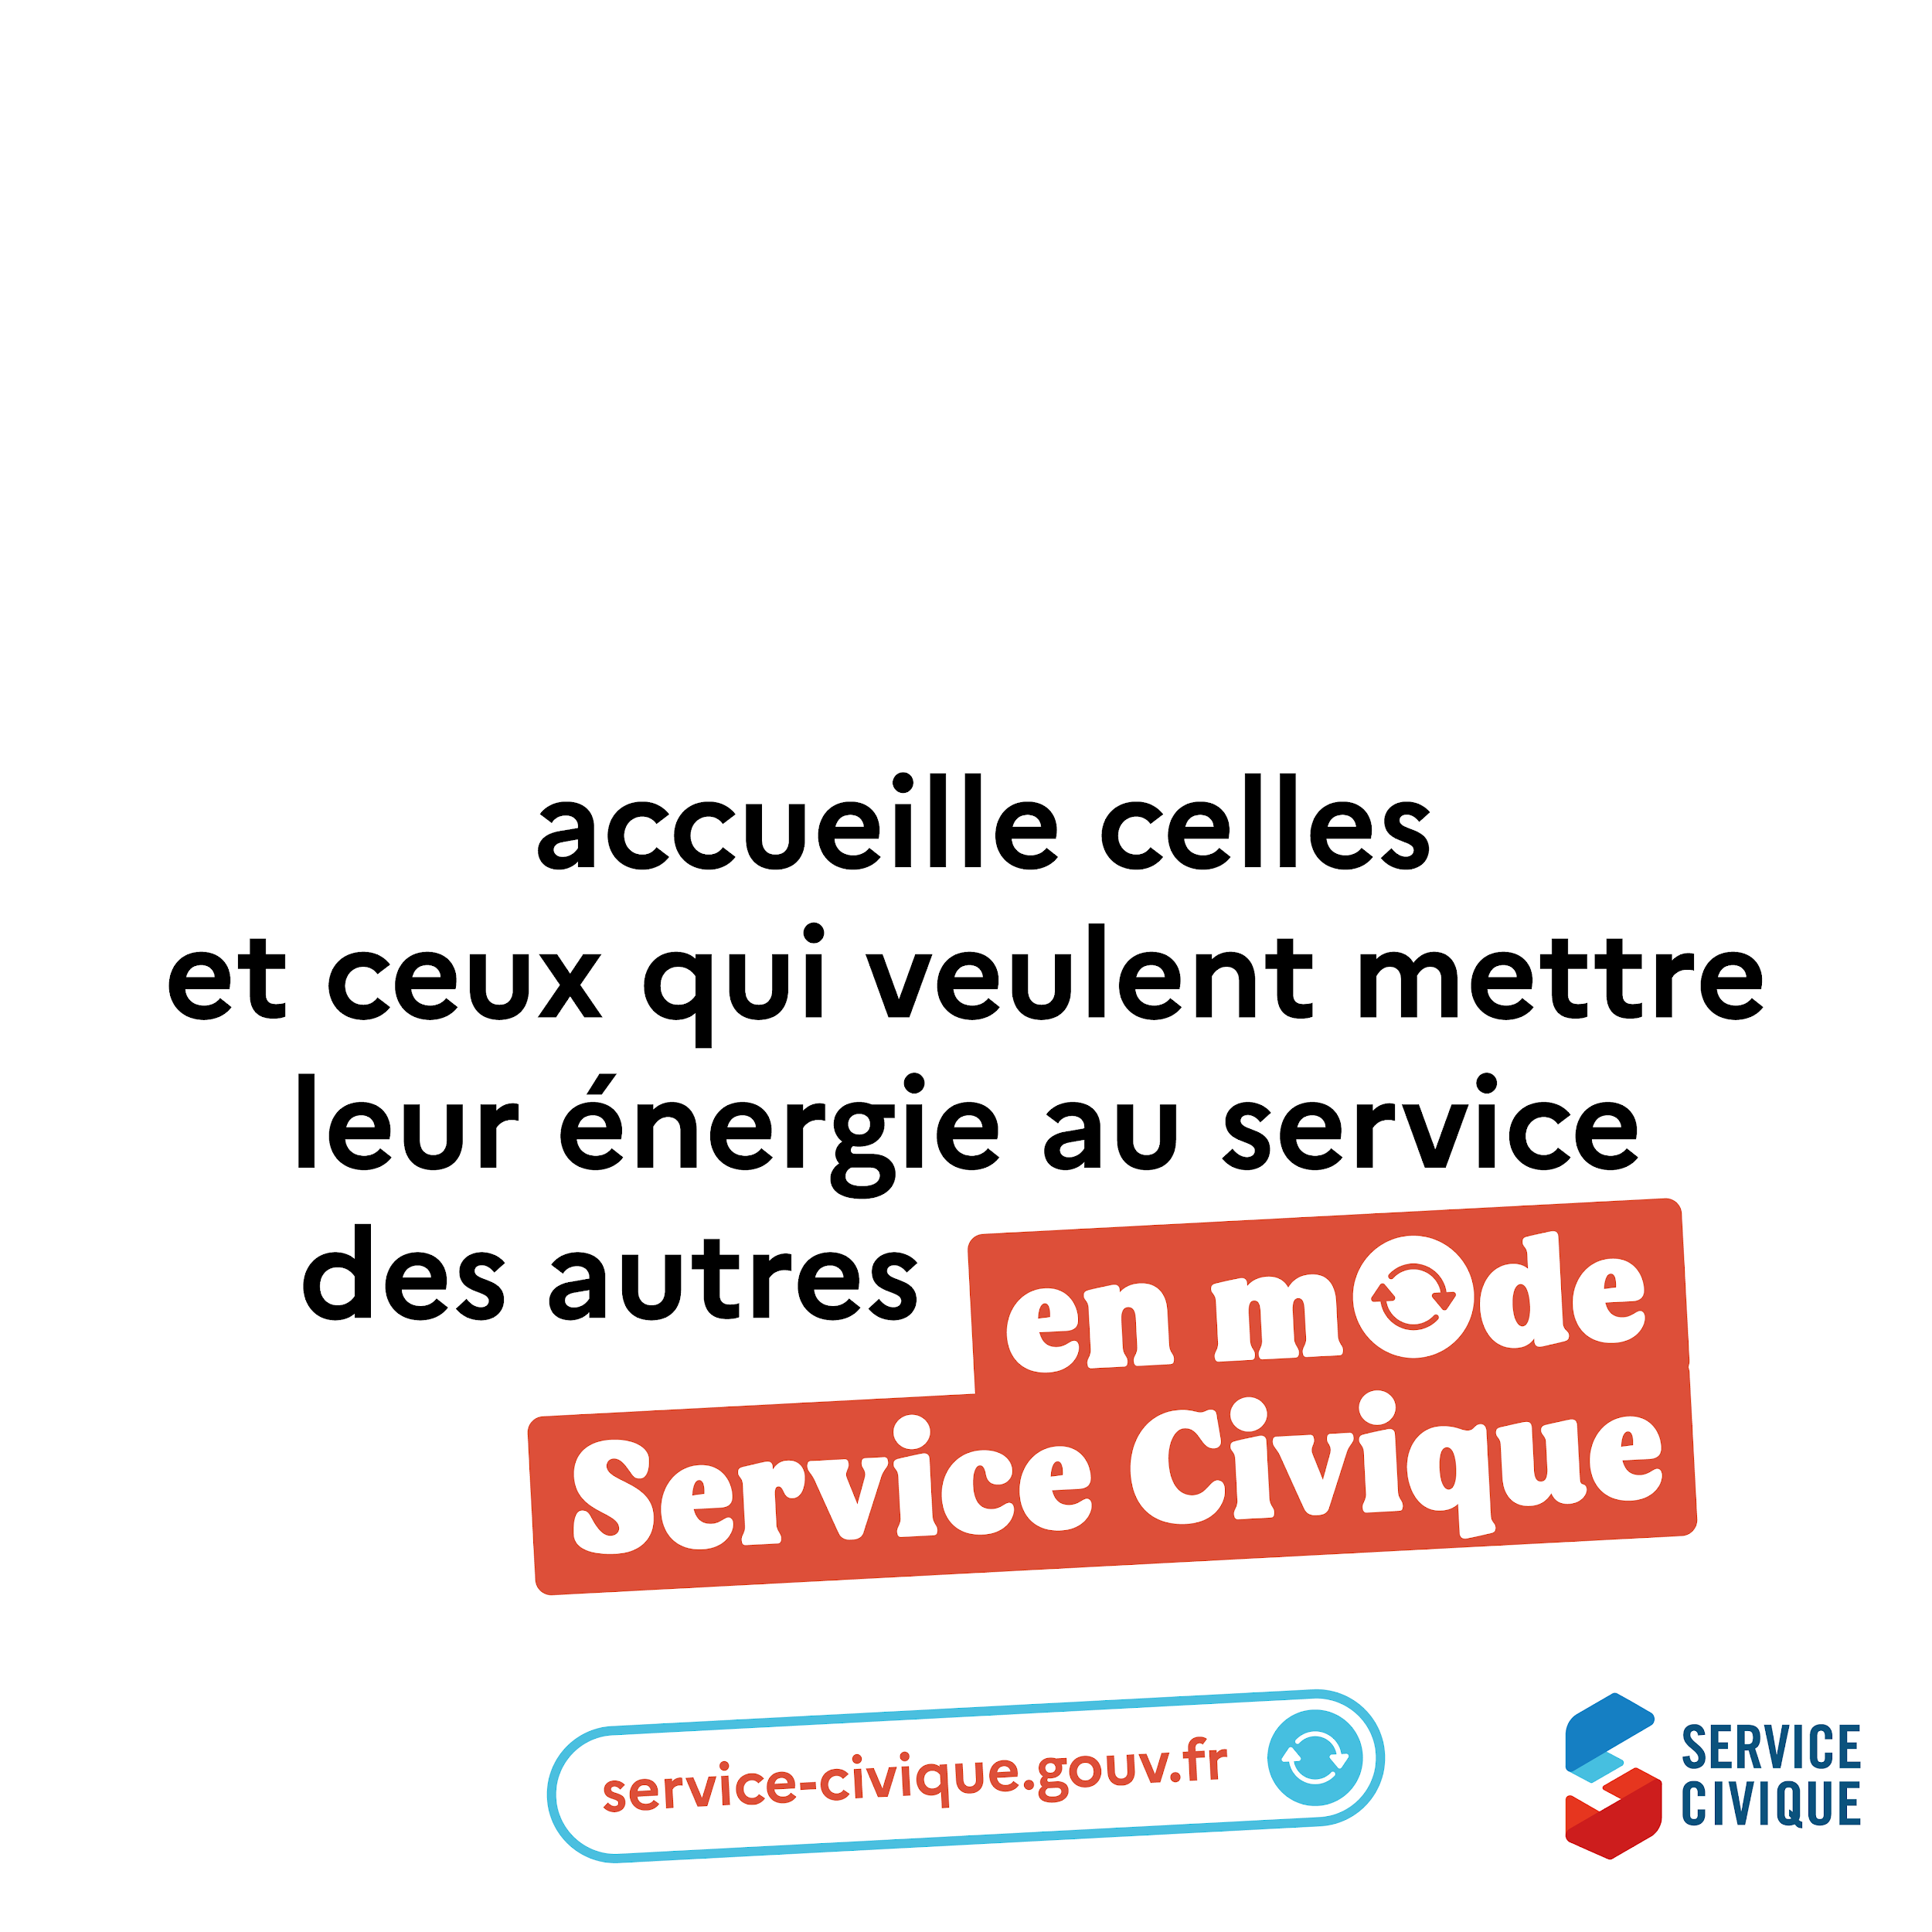 accueille celles
et ceux qui veulent mettre
leur énergie au service
des autres
en mode
Service Civique
service-civique.gouv.fr
SERVICE
CIVIQUE